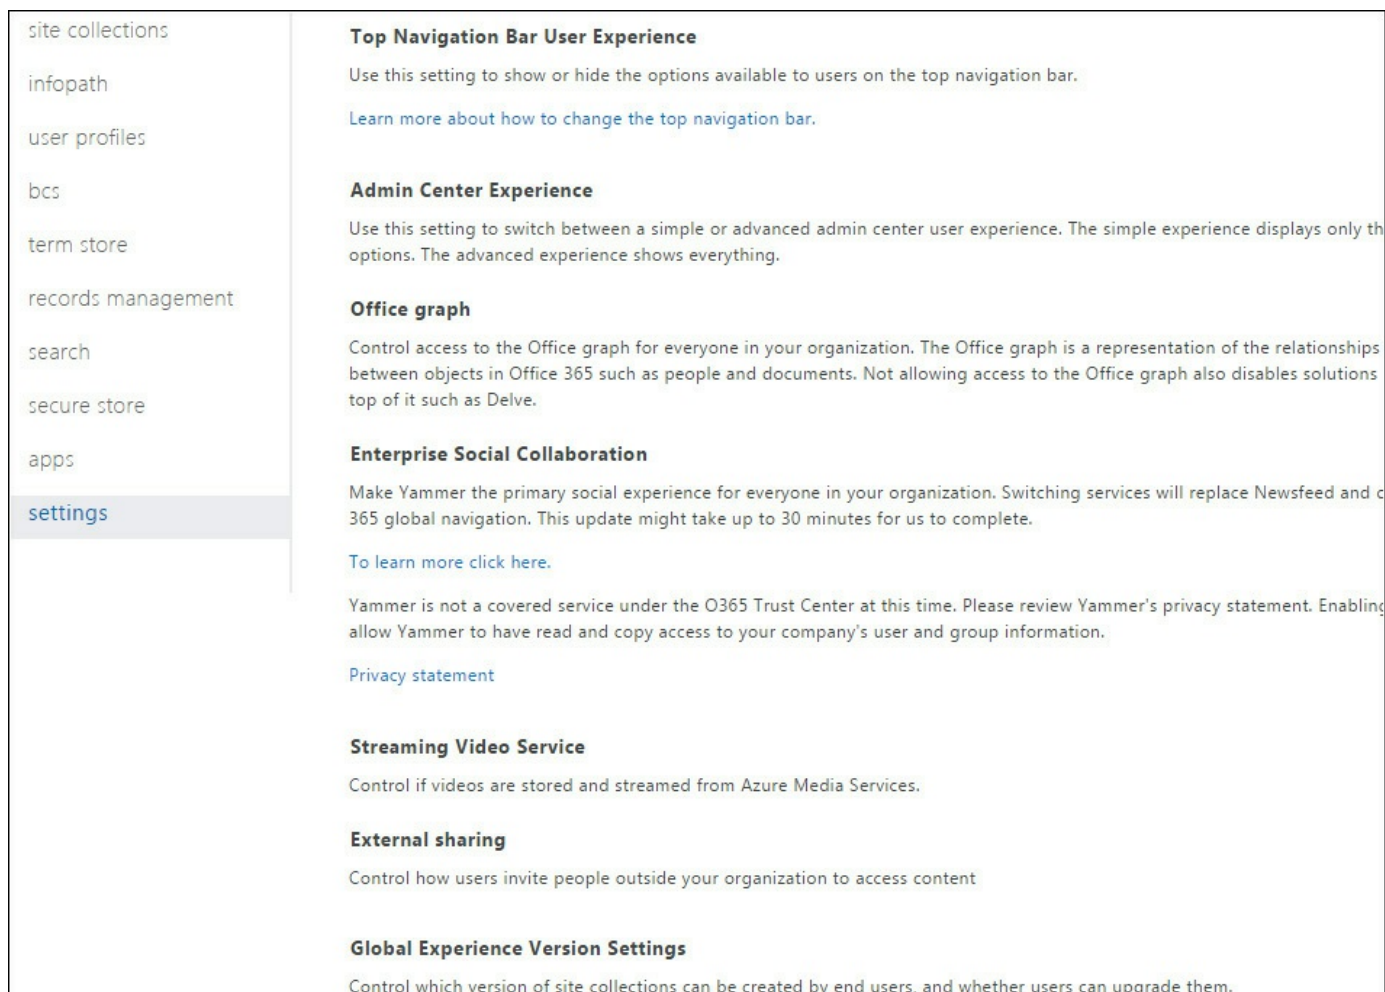 site collections
infopath
user profiles
bcs
term store
records management
search
secure store
apps
settings
Top Navigation Bar User Experience
Use this setting to show or hide the options available to users on the top navigation bar.
Learn more about how to change the top navigation bar.
Admin Center Experience
Use this setting to switch between a simple or advanced admin center user experience. The simple experience displays only th
options. The advanced experience shows everything.
Office graph
Control access to the Office graph for everyone in your organization. The Office graph is a representation of the relationships
between objects in Office 365 such as people and documents. Not allowing access to the Office graph also disables solutions
top of it such as Delve.
Enterprise Social Collaboration
Make Yammer the primary social experience for everyone in your organization. Switching services will replace Newsfeed and
365 global navigation. This update might take up to 30 minutes for us to complete.
To learn more click here.
Yammer is not a covered service under the O365 Trust Center at this time. Please review Yammer's privacy statement. Enabling
allow Yammer to have read and copy access to your company's user and group information.
Privacy statement
Streaming Video Service
Control if videos are stored and streamed from Azure Media Services.
External sharing
Control how users invite people outside your organization to access content
Global Experience Version Settings
Control which version of site collections can be created by end users, and whether users can upgrade them.